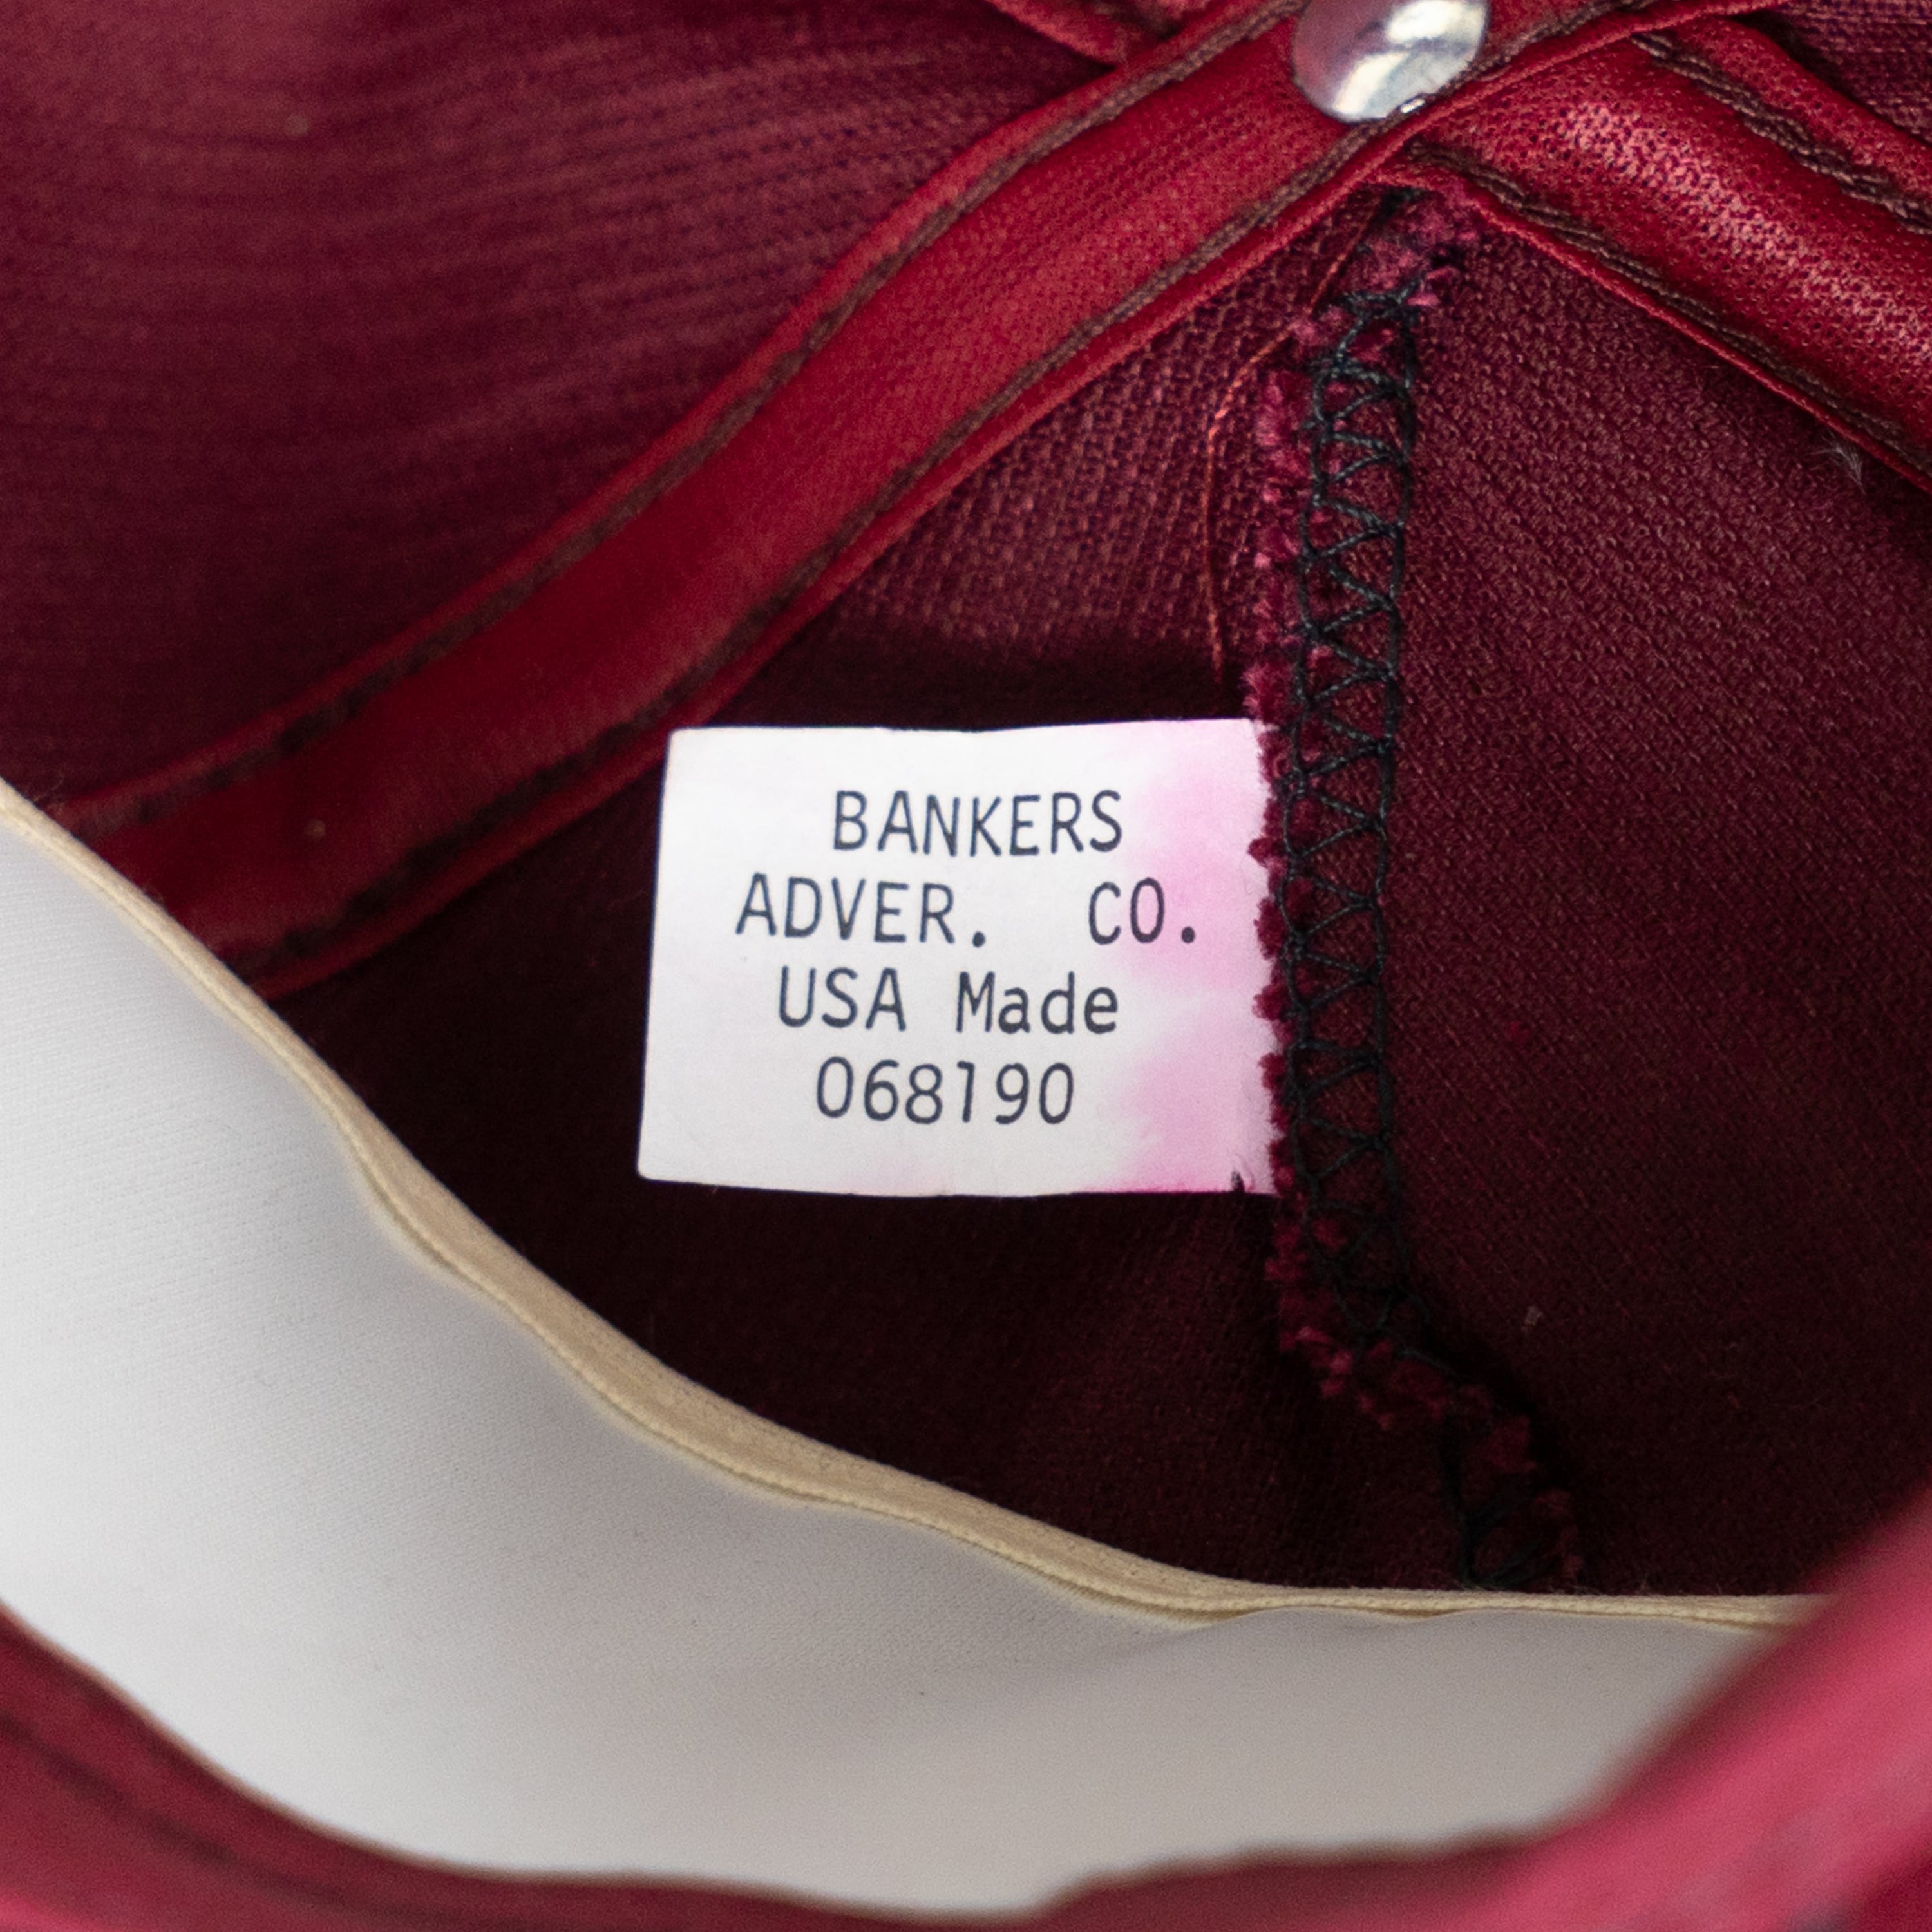 BANKERS
ADVER. CO.
USA Made
068190